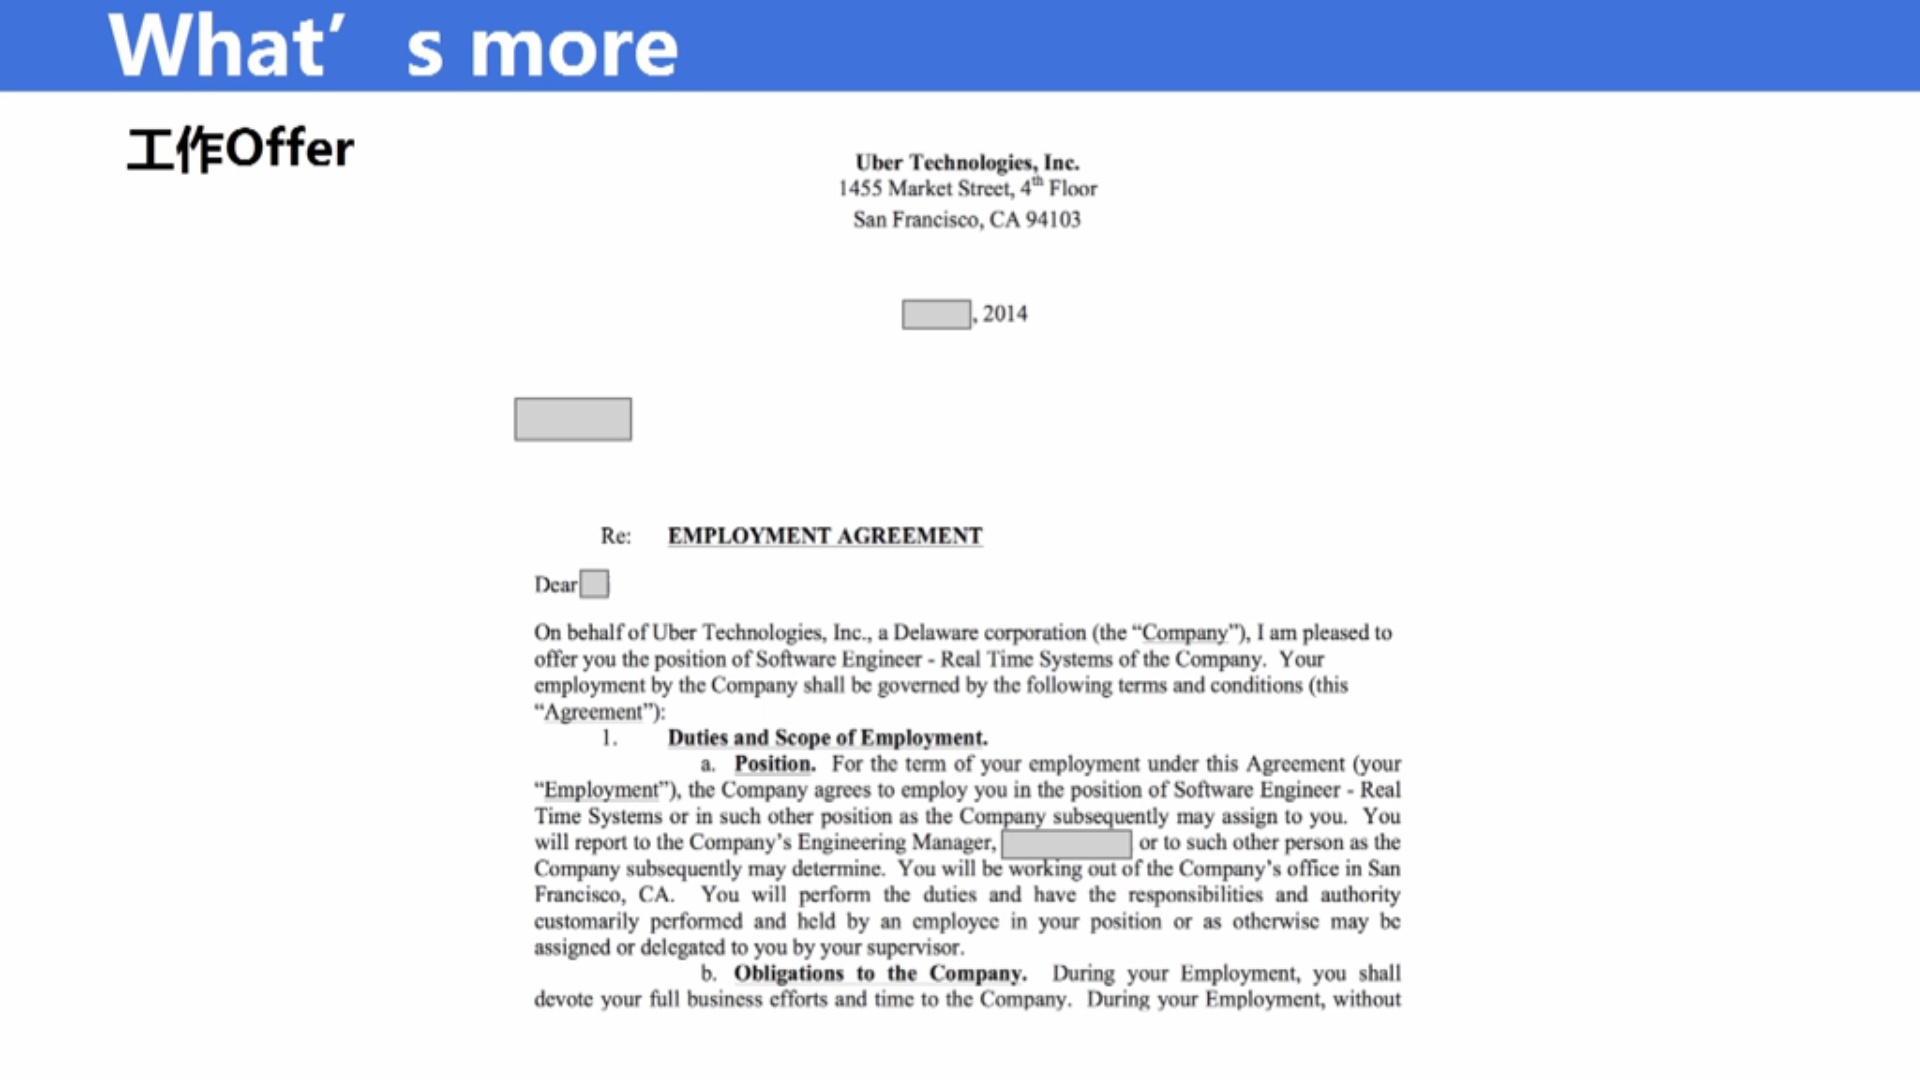 What’s more
工作Offer
Uber Technologies, Inc.
1455 Market Street, 4th Floor
San Francisco, CA 94103
, 2014
Re: EMPLOYMENT AGREEMENT
Dear
On behalf of Uber Technologies, Inc., a Delaware corporation (the “Company”), I am pleased to
offer you the position of Software Engineer - Real Time Systems of the Company. Your
employment by the Company shall be governed by the following terms and conditions (this
“Agreement”):
1. Duties and Scope of Employment.
a. Position. For the term of your employment under this Agreement (your
“Employment”), the Company agrees to employ you in the position of Software Engineer - Real
Time Systems or in such other position as the Company subsequently may assign to you. You
will report to the Company’s Engineering Manager, or to such other person as the
Company subsequently may determine. You will be working out of the Company’s office in San
Francisco, CA. You will perform the duties and have the responsibilities and authority
customarily performed and held by an employee in your position or as otherwise may be
assigned or delegated to you by your supervisor.
b. Obligations to the Company. During your Employment, you shall
devote your full business efforts and time to the Company. During your Employment, without